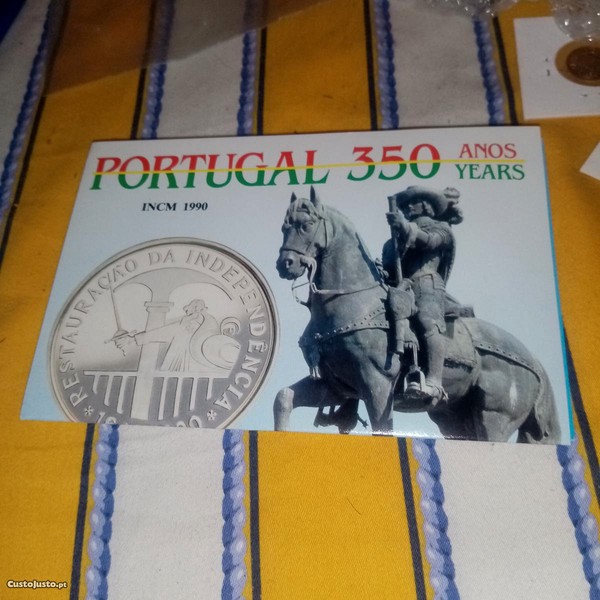 PORTUGAL 350 ANOS
YEARS
INCM 1990
RESTAURAÇÃO DA INDEPENDÊNCIA
CustoJusto.pt